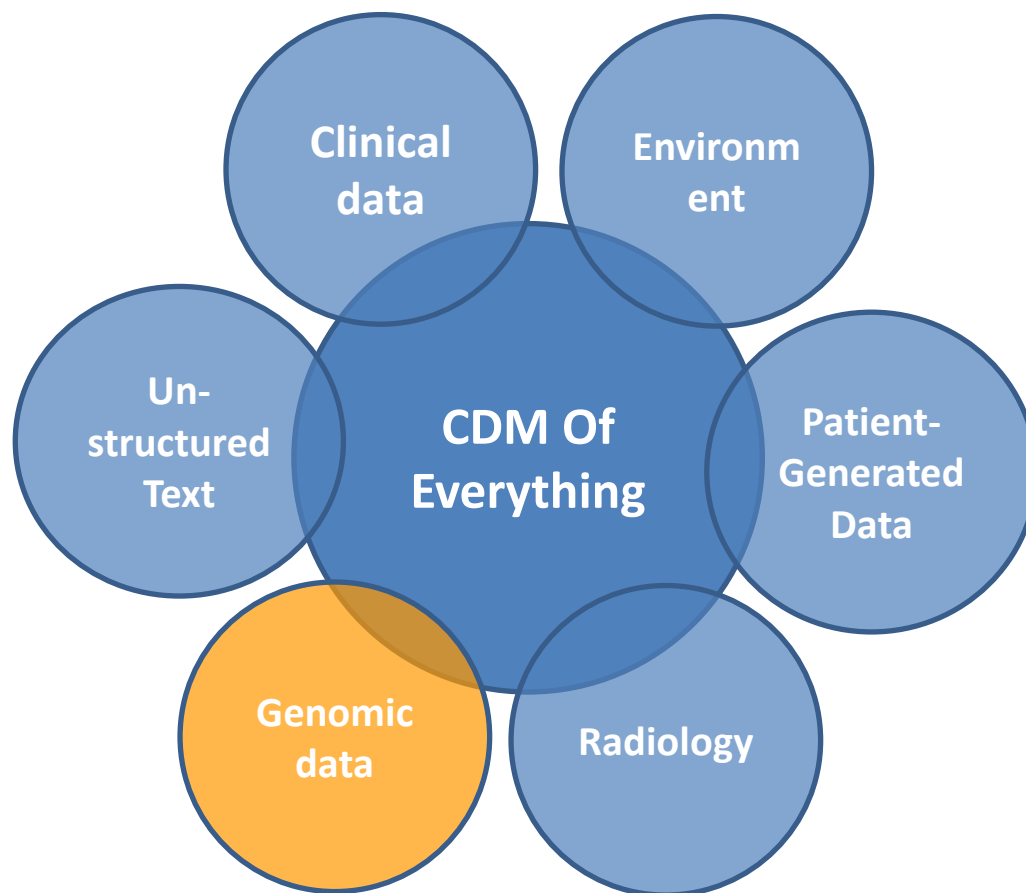 Clinical
data
Environm
ent
Un-
structured
Text
CDM Of
Everything
Patient-
Generated
Data
Genomic
data
Radiology